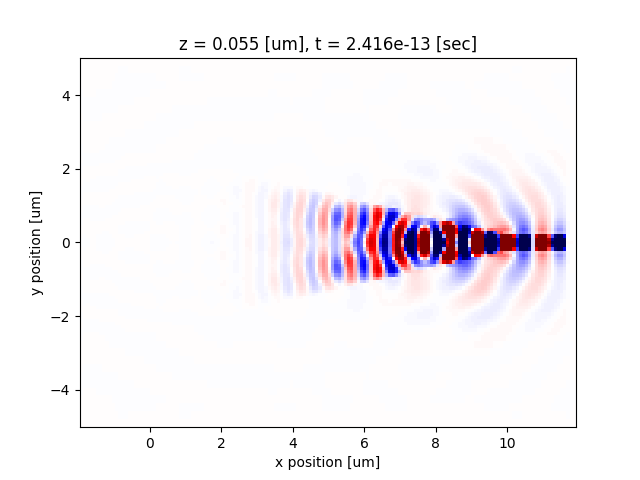 z = 0.055 [um], t = 2.416e-13 [sec]
y position [um]
4
2
0
−2
−4
0 2 4 6 8 10
x position [um]